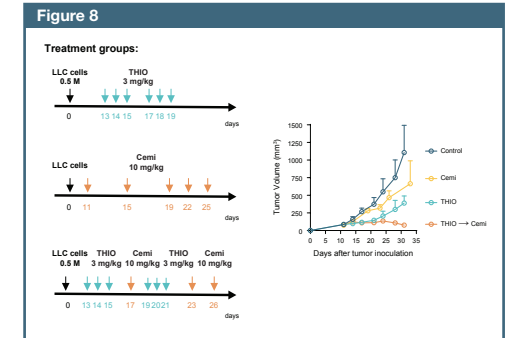 Figure 8
Treatment groups:
LLC cells
0.5 M
THIO
3 mg/kg
0 13 14 15 17 18 19
days
LLC cells
Cemi
10 mg/kg
0 11 15 19 22 25
days
LLC cells THIO Cemi THIO Cemi
0.5 M 3 mg/kg 10 mg/kg 3 mg/kg 10 mg/kg
0 13 14 15 17 19 20 21 23 26
days
Tumor Volume (mm³)
1500
1250
1000
750
500
250
0
0 5 10 15 20 25 30 35
Days after tumor inoculation
Control
Cemi
THIO
THIO → Cemi